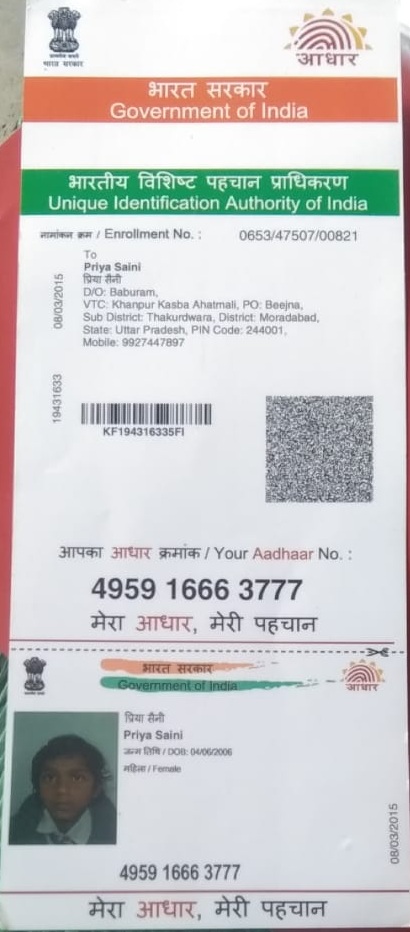 भारत सरकार
आधार
भारत सरकार
Government of India
भारतीय विशिष्ट पहचान प्राधिकरण
Unique Identification Authority of India
नामांकन क्रम / Enrollment No. : 0653/47507/00821
To
Priya Saini
प्रिया सैनी
D/O: Baburam,
VTC: Khanpur Kasba Ahatmali, PO: Beejna,
Sub District: Thakurdwara, District: Moradabad,
State: Uttar Pradesh, PIN Code: 244001,
Mobile: 9927447897
08/03/2015
19431633
KF194316335FI
आपका आधार क्रमांक / Your Aadhaar No. :
4959 1666 3777
मेरा आधार, मेरी पहचान
भारत सरकार
Government of India
आधार
प्रिया सैनी
Priya Saini
जन्म तिथि / DOB: 04/06/2006
महिला / Female
08/03/2015
4959 1666 3777
मेरा आधार, मेरी पहचान